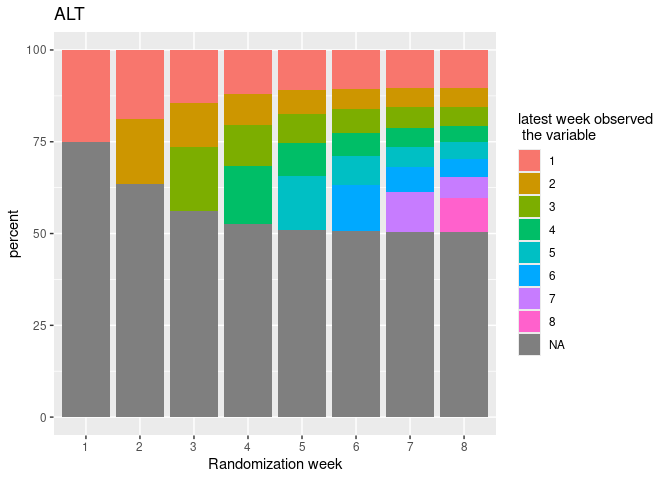 ALT
100
75
50
25
0
percent
1 2 3 4 5 6 7 8
Randomization week
latest week observed
the variable
1
2
3
4
5
6
7
8
NA